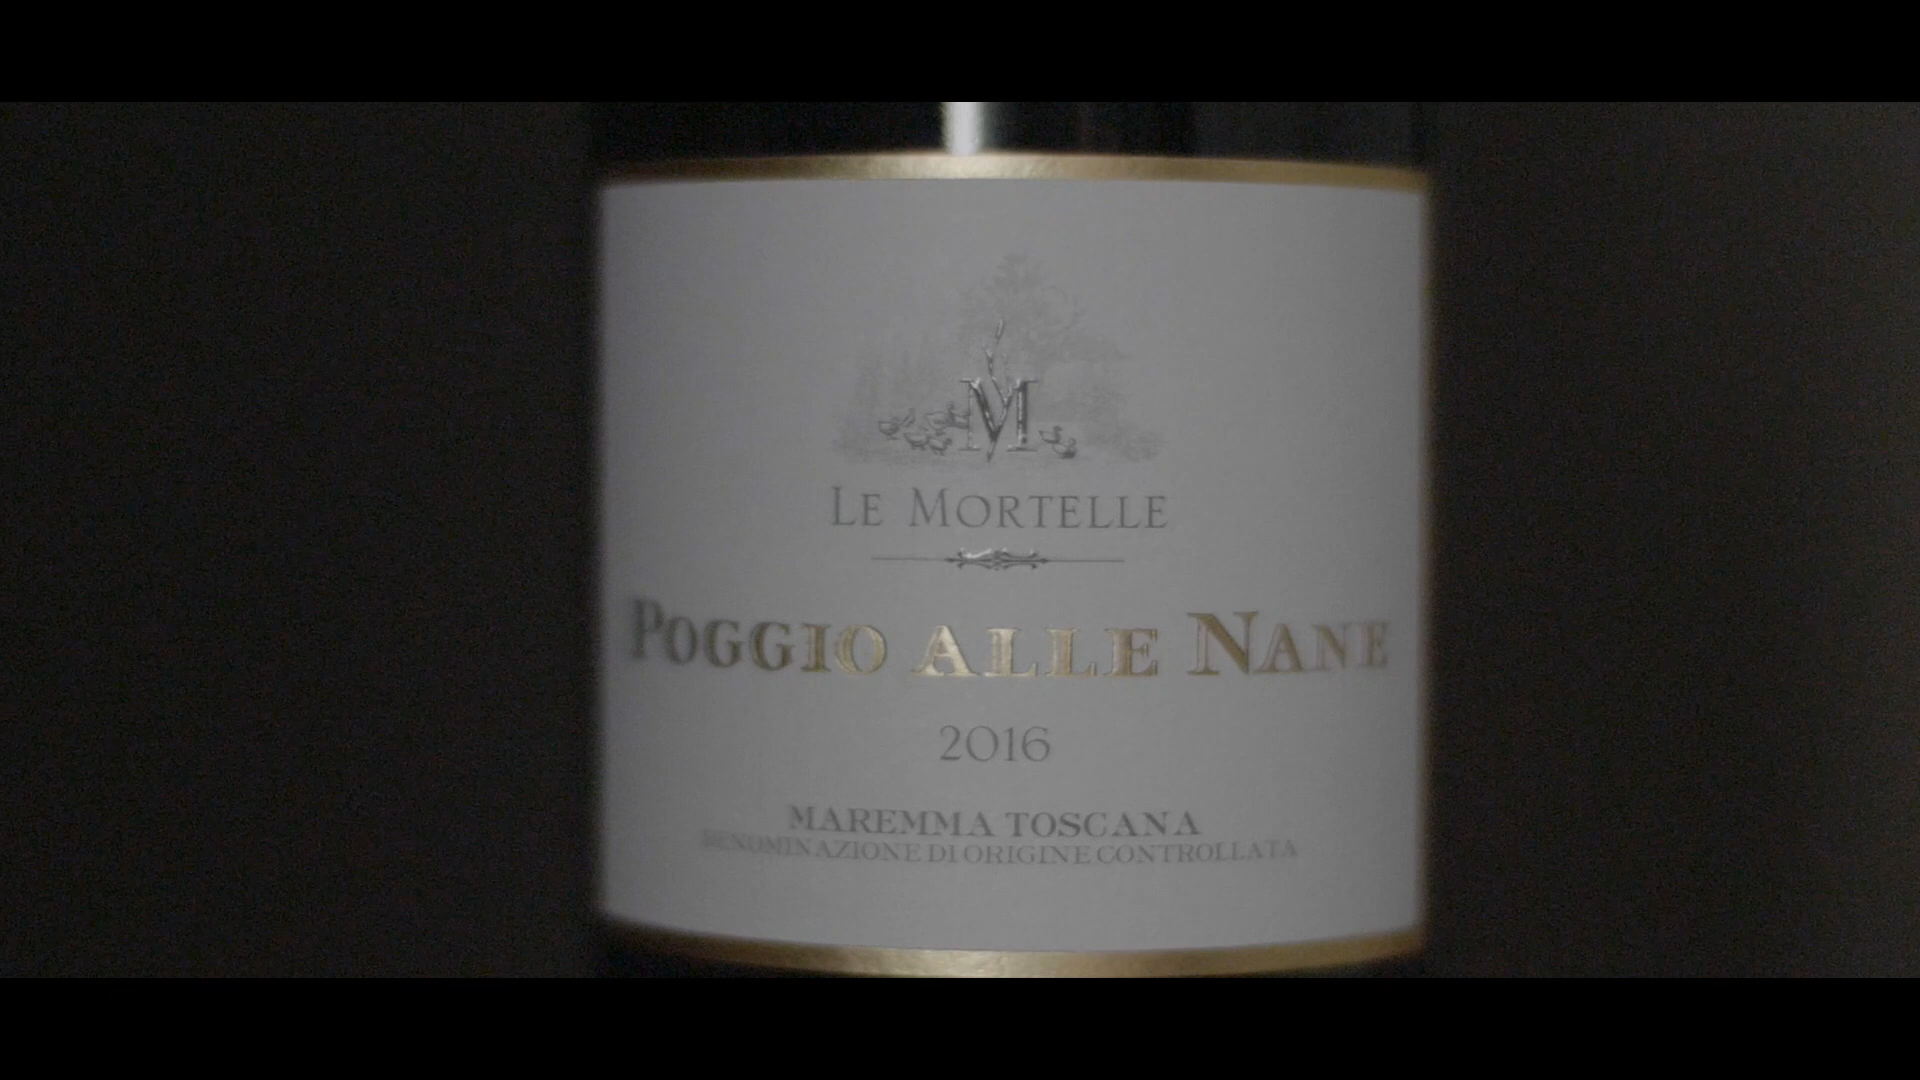 M
LE MORTELLE
POGGIO ALLE NANE
2016
MAREMMA TOSCANA
DENOMINAZIONE DI ORIGINE CONTROLLATA